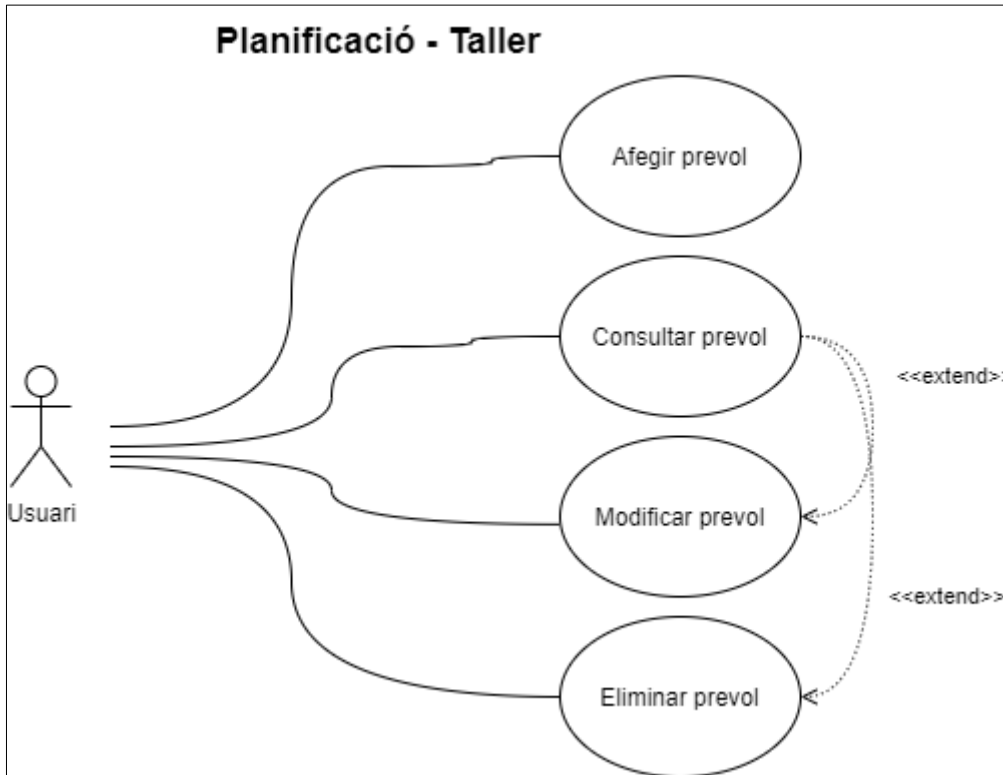 Planificació - Taller
Afegir prevol
Consultar prevol
<<extend>>
Usuari
Modificar prevol
<<extend>>
Eliminar prevol